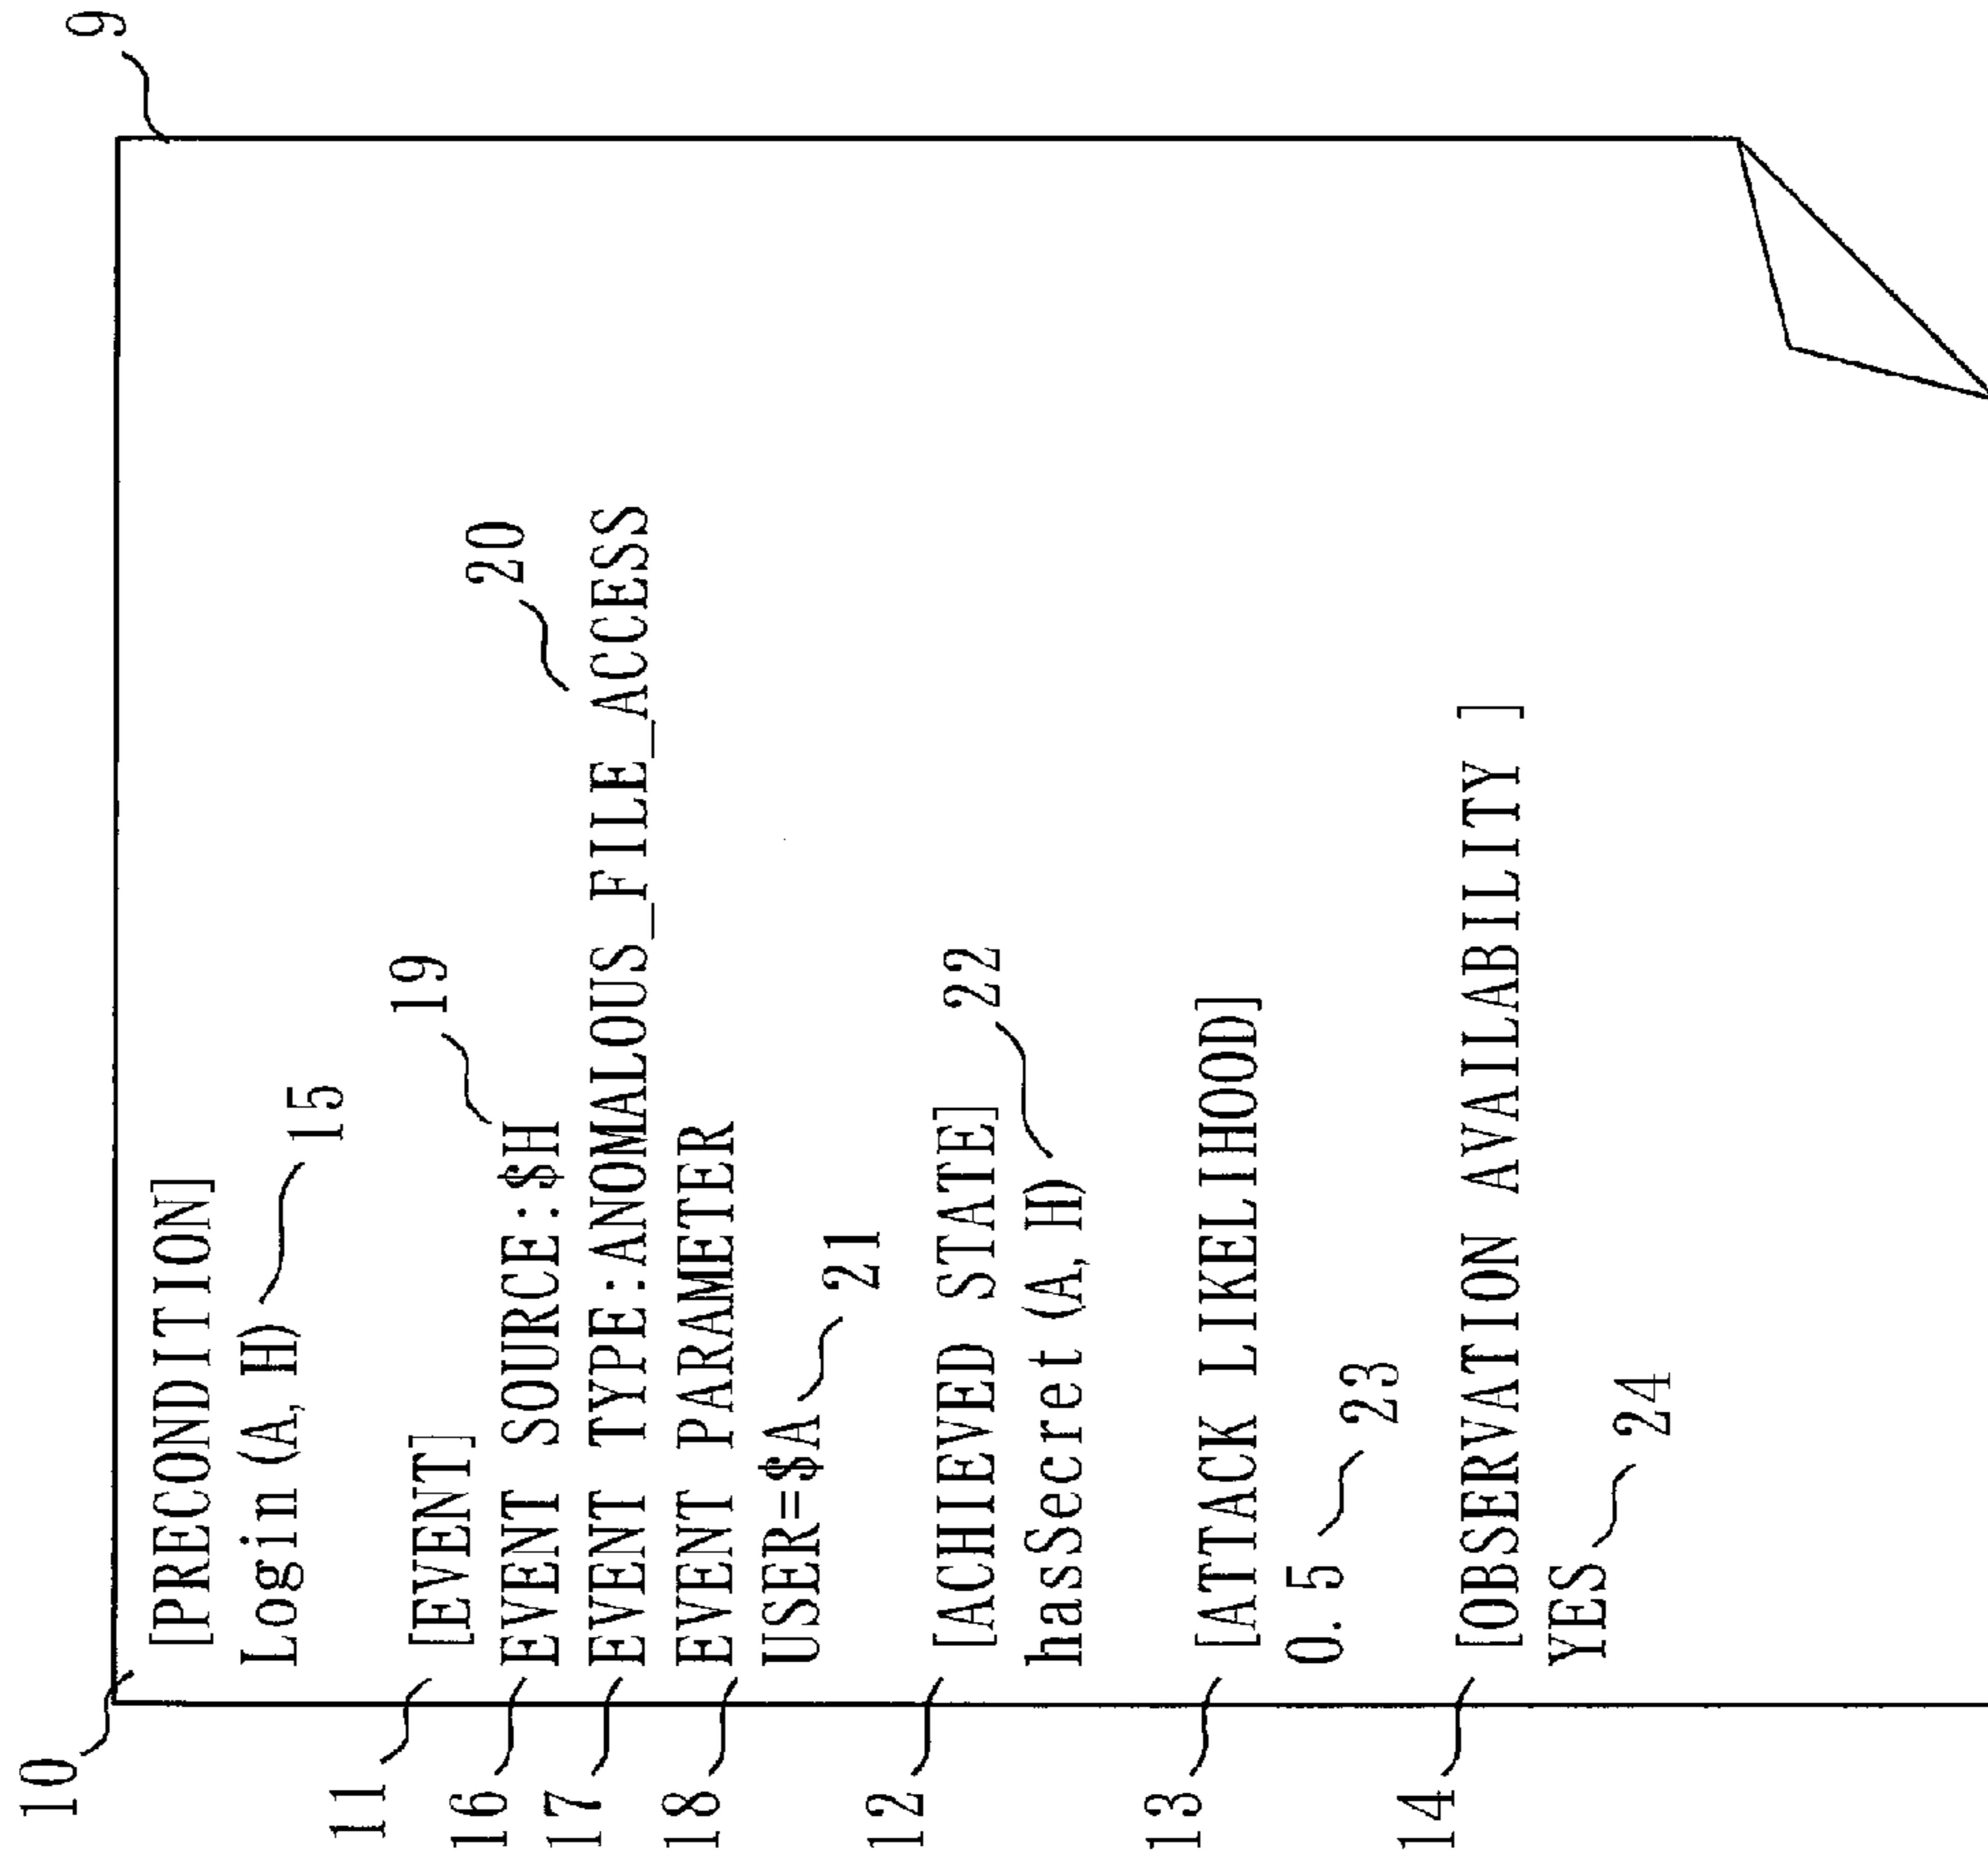 9
10 [PRECONDITION]
Login (A, H) 15
11 [EVENT] 19
16 EVENT SOURCE:$H 20
17 EVENT TYPE:ANOMALOUS_FILE_ACCESS
18 EVENT PARAMETER
USER=$A 21
12 [ACHIEVED STATE] 22
hasSecret (A, H)
13 [ATTACK LIKELIHOOD]
0.5 23
14 [OBSERVATION AVAILABILITY ]
YES 24